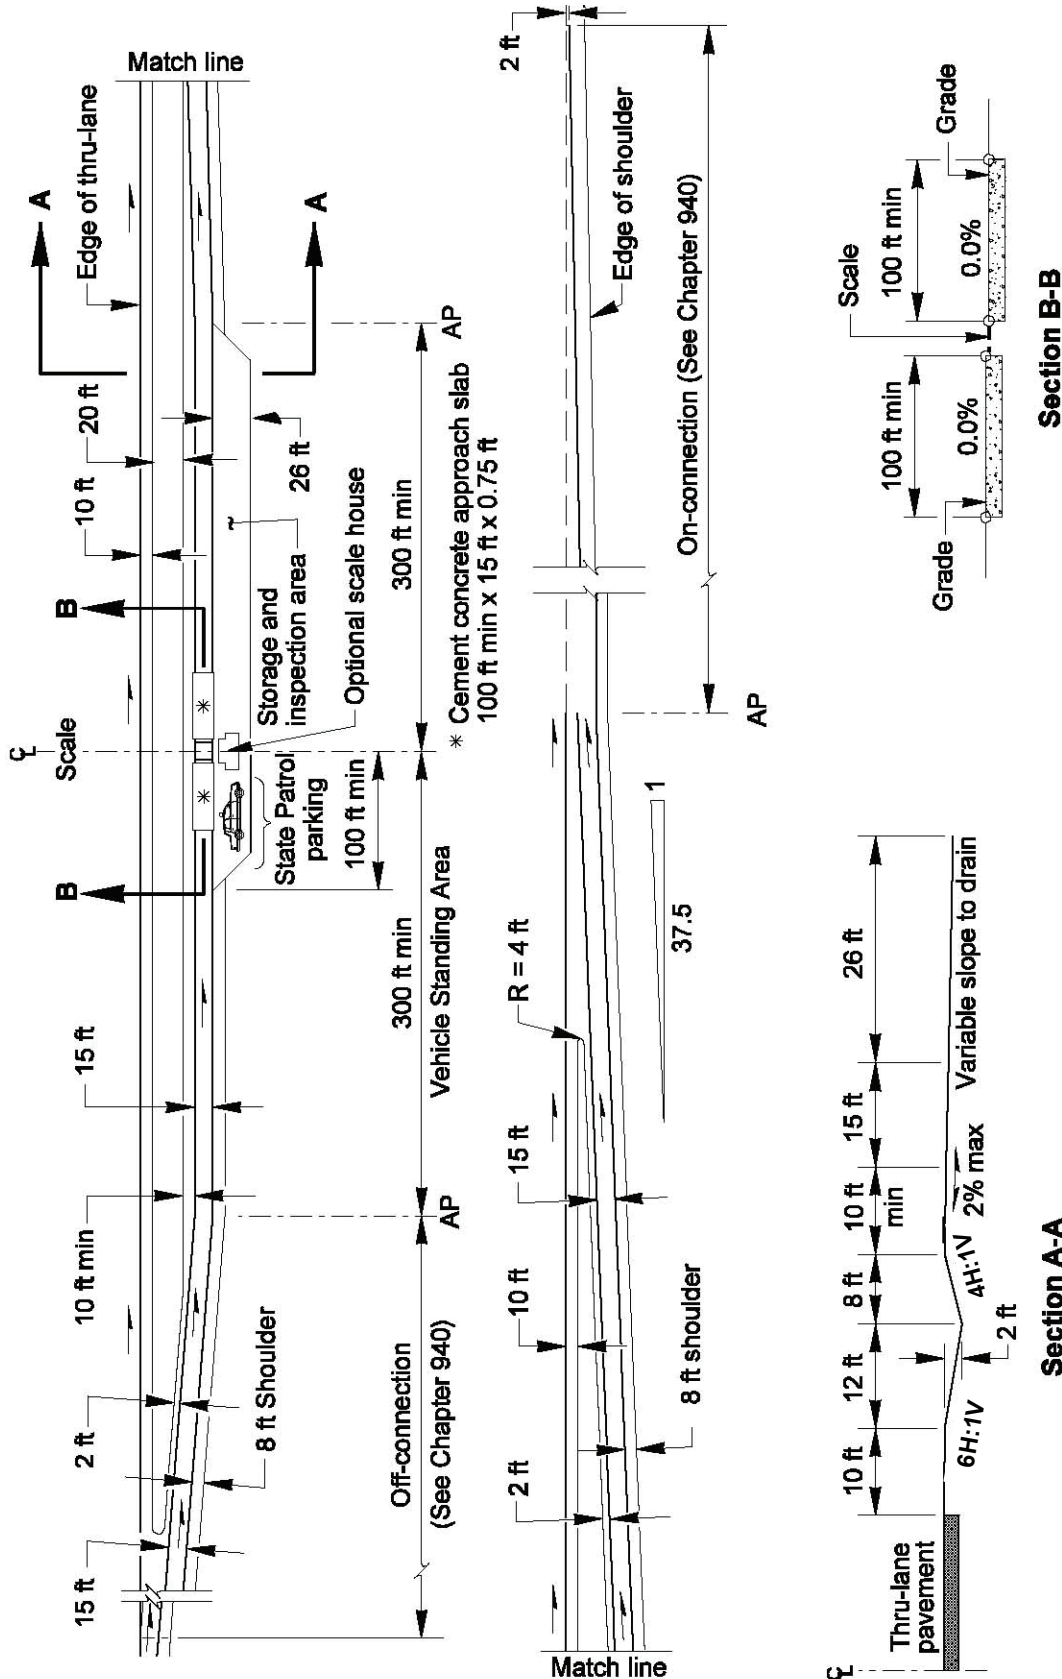 Match line
Edge of thru-lane
A
A
20 ft
10 ft
26 ft
B
B
℄
Scale
Storage and
inspection area
Optional scale house
State Patrol
parking
100 ft min
300 ft min
AP
* Cement concrete approach slab
100 ft min x 15 ft x 0.75 ft
*
*
300 ft min
Vehicle Standing Area
15 ft
10 ft min
AP
2 ft
8 ft Shoulder
15 ft
Off-connection
(See Chapter 940)
2 ft
Edge of shoulder
On-connection (See Chapter 940)
AP
R = 4 ft
1
37.5
15 ft
10 ft
8 ft shoulder
2 ft
Match line
℄
Thru-lane
pavement
10 ft
12 ft
8 ft
10 ft
min
15 ft
26 ft
6H:1V
4H:1V
2% max
Variable slope to drain
2 ft
Section A-A
Grade
100 ft min
0.0%
Scale
100 ft min
0.0%
Grade
Section B-B